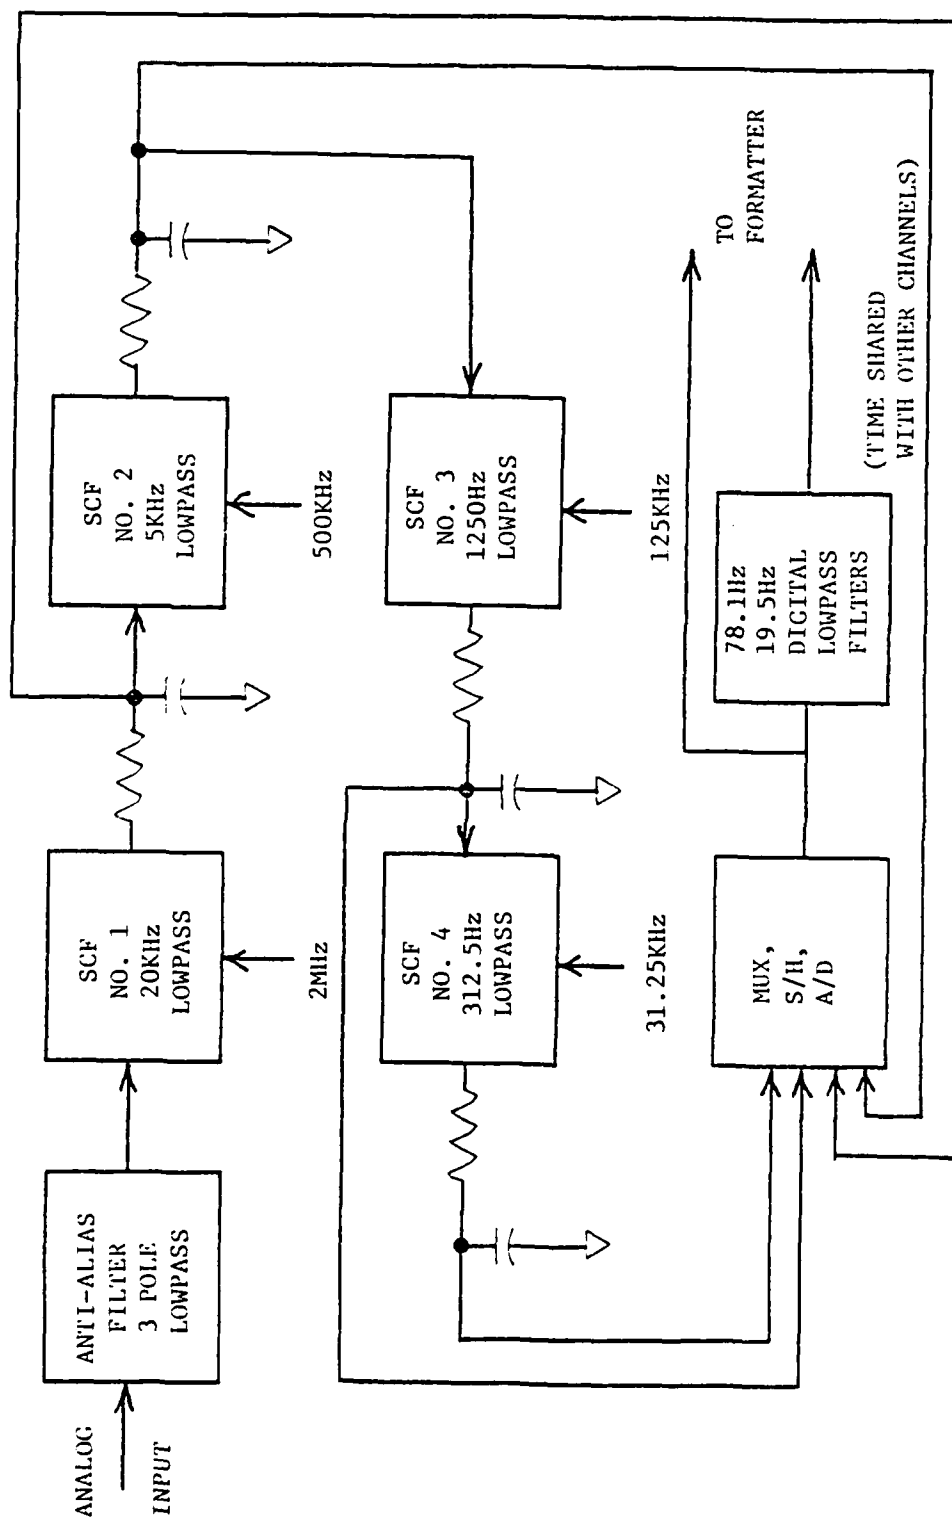 ANALOG
INPUT
ANTI-ALIAS
FILTER
3 POLE
LOWPASS
SCF
NO. 1
20KHz
LOWPASS
2MHz
SCF
NO. 2
5KHz
LOWPASS
500KHz
SCF
NO. 4
312.5Hz
LOWPASS
31.25KHz
SCF
NO. 3
1250Hz
LOWPASS
125KHz
MUX,
S/H,
A/D
78.1Hz
19.5Hz
DIGITAL
LOWPASS
FILTERS
TO
FORMATTER
(TIME SHARED
WITH OTHER CHANNELS)